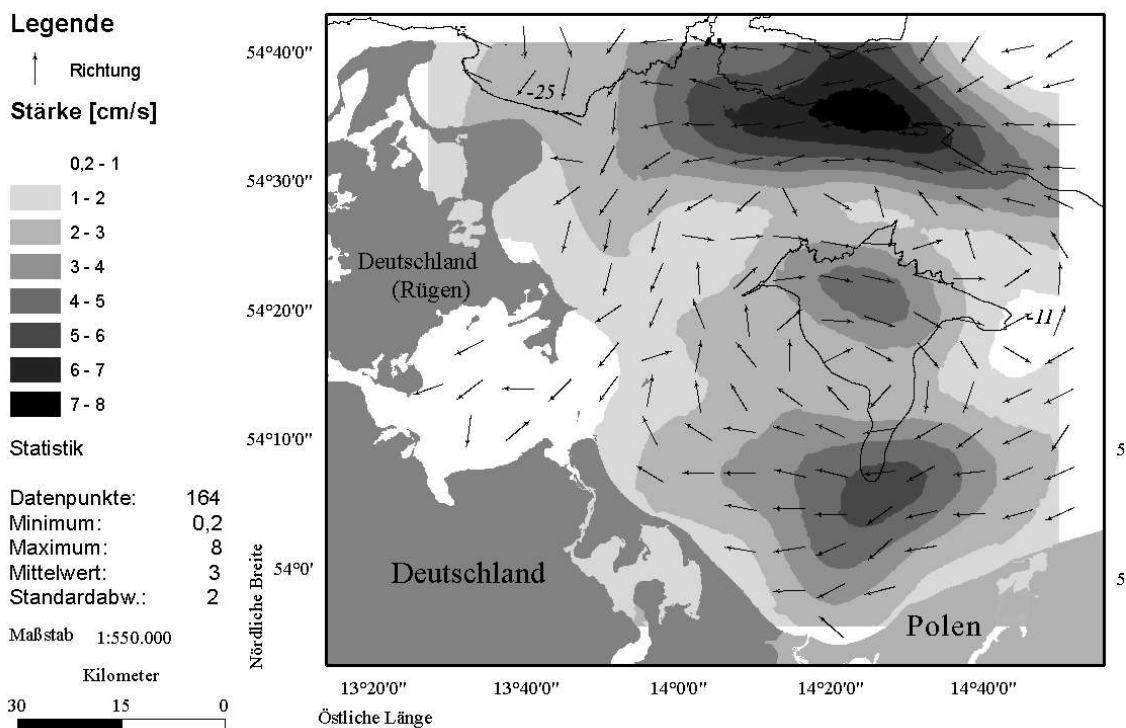 Legende
Richtung
Stärke [cm/s]
0,2 - 1
1 - 2
2 - 3
3 - 4
4 - 5
5 - 6
6 - 7
7 - 8
Statistik
Datenpunkte: 164
Minimum: 0,2
Maximum: 8
Mittelwert: 3
Standardabw.: 2
Maßstab 1:550.000
Kilometer
30 15 0
Nördliche Breite
54°40'0"
54°30'0"
54°20'0"
54°10'0"
54°0'
-25
Deutschland
(Rügen)
-11
Deutschland
Polen
5
5
13°20'0"
13°40'0"
14°0'0"
14°20'0"
14°40'0"
Östliche Länge